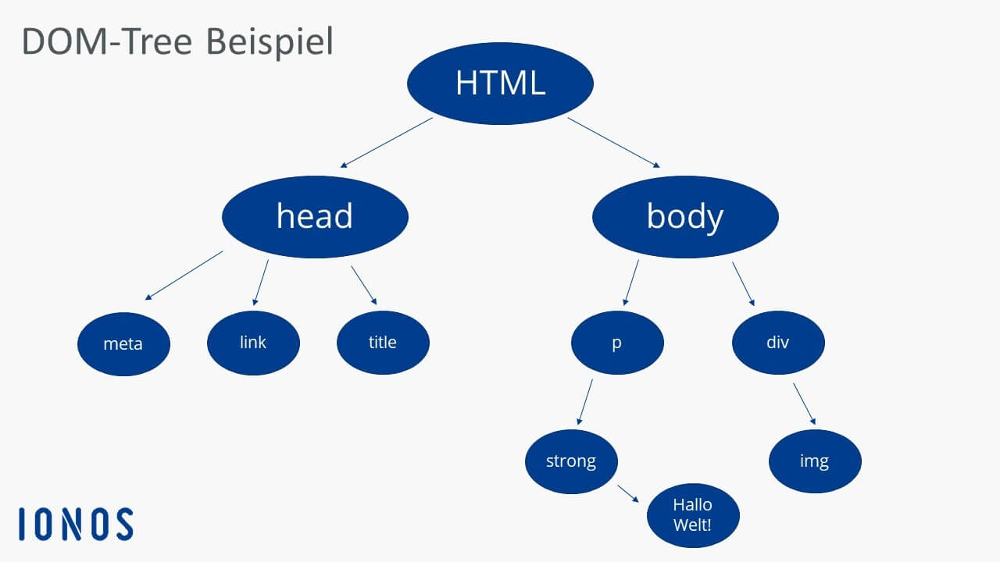 DOM-Tree Beispiel
HTML
head
body
meta
link
title
p
div
strong
img
Hallo
Welt!
IONOS